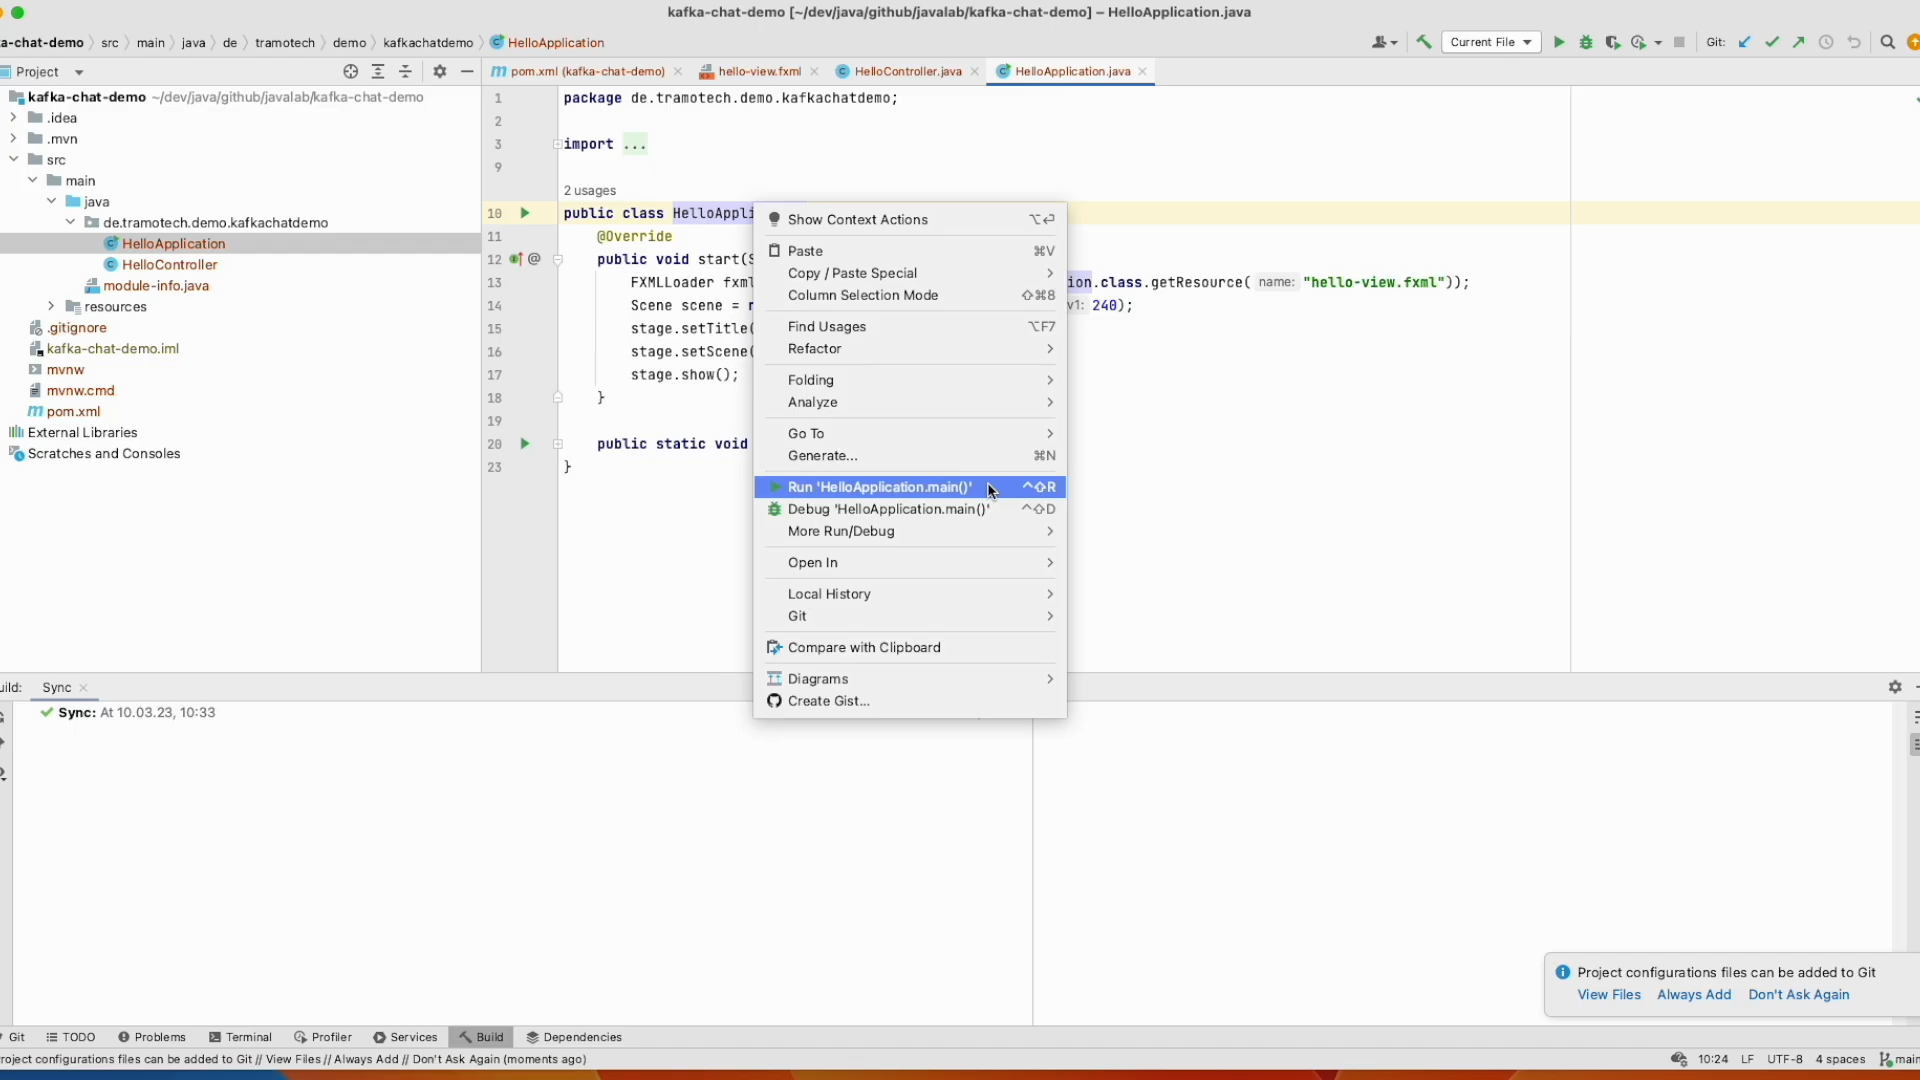 kafka-chat-demo [~/dev/java/github/javalab/kafka-chat-demo] – HelloApplication.java
a-chat-demo src main java de tramotech demo kafkachatdemo HelloApplication
Current File Git:
Project
pom.xml (kafka-chat-demo) hello-view.fxml HelloController.java HelloApplication.java
kafka-chat-demo ~/dev/java/github/javalab/kafka-chat-demo
.idea
.mvn
src
main
java
de.tramotech.demo.kafkachatdemo
HelloApplication
HelloController
module-info.java
resources
.gitignore
kafka-chat-demo.iml
mvnw
mvnw.cmd
pom.xml
External Libraries
Scratches and Consoles
1 package de.tramotech.demo.kafkachatdemo;
2
3 import ...
9
2 usages
10 public class HelloAppli
11 @Override
12 @ public void start(S
13 FXMLLoader fxml ion.class.getResource( name: "hello-view.fxml"));
14 Scene scene = n v1: 240);
15 stage.setTitle(
16 stage.setScene(
17 stage.show();
18 }
19
20 public static void
23 }
Show Context Actions ⌥⏎
Paste ⌘V
Copy / Paste Special
Column Selection Mode ⇧⌘8
Find Usages ⌥F7
Refactor
Folding
Analyze
Go To
Generate... ⌘N
Run 'HelloApplication.main()' ^⇧R
Debug 'HelloApplication.main()' ^⇧D
More Run/Debug
Open In
Local History
Git
Compare with Clipboard
Diagrams
Create Gist...
uild: Sync
Sync: At 10.03.23, 10:33
Project configurations files can be added to Git
View Files Always Add Don't Ask Again
Git TODO Problems Terminal Profiler Services Build Dependencies
roject configurations files can be added to Git // View Files // Always Add // Don't Ask Again (moments ago) 10:24 LF UTF-8 4 spaces main